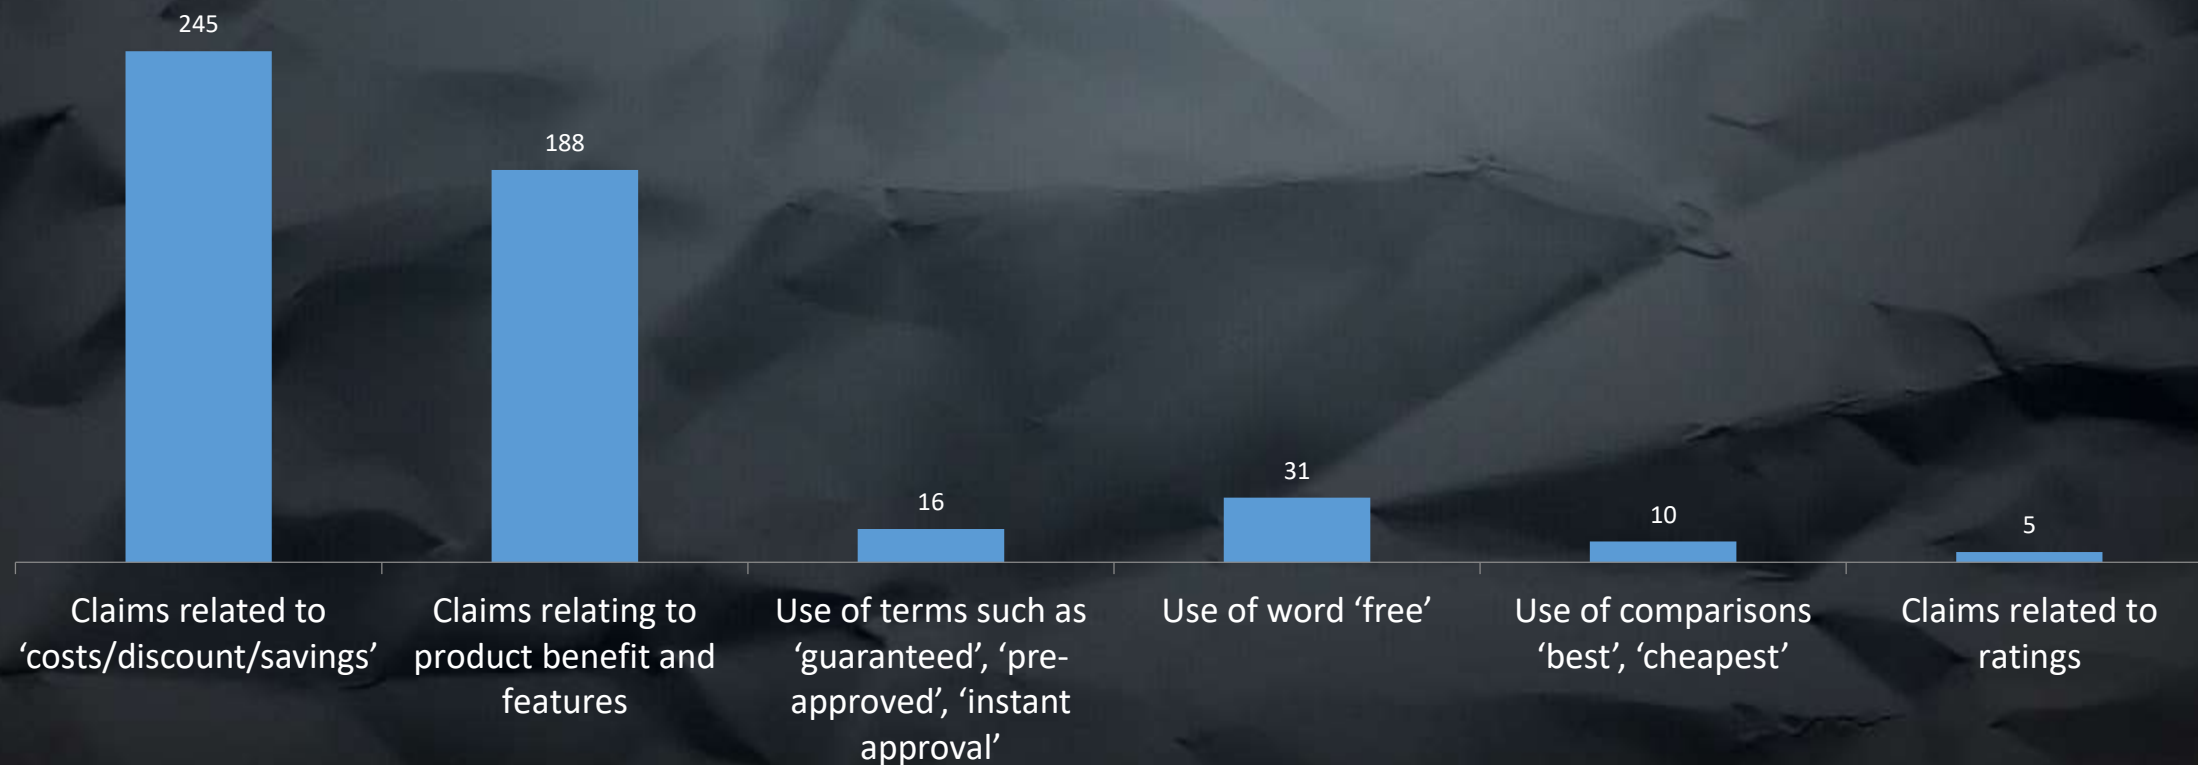 245
188
16
31
10
5
Claims related to
‘costs/discount/savings’
Claims relating to
product benefit and
features
Use of terms such as
‘guaranteed’, ‘pre-
approved’, ‘instant
approval’
Use of word ‘free’
Use of comparisons
‘best’, ‘cheapest’
Claims related to
ratings